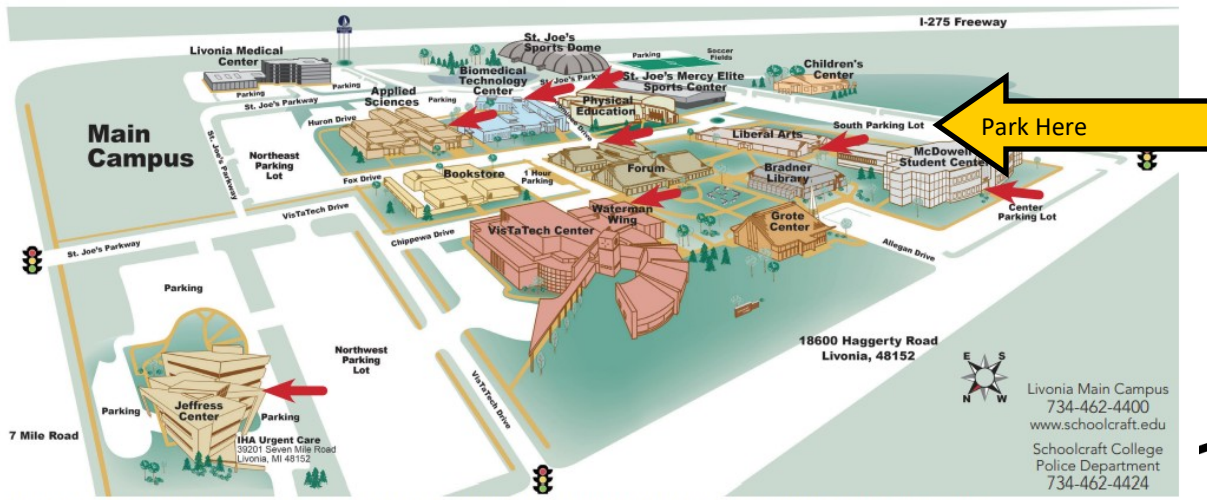 I-275 Freeway
St. Joe's
Sports Dome
Parking
Soccer
Fields
Livonia Medical
Center
Biomedical
Technology
Center
St. Joe's Parkway
St. Joe's Mercy Elite
Sports Center
Children's
Center
Parking
Parking
St. Joe's Parkway
Applied
Sciences
Parking
Physical
Education
Huron Drive
Main
Campus
St. Joe's Parkway
Northeast
Parking
Lot
Liberal Arts
South Parking Lot
Park Here
McDowell
Student Center
Fox Drive
Bookstore
1 Hour
Parking
Forum
Bradner
Library
VisTaTech Drive
Waterman
Wing
Chippewa Drive
VisTaTech Center
Grote
Center
Center
Parking Lot
Allegan Drive
St. Joe's Parkway
Parking
Northwest
Parking
Lot
VisTaTech Drive
18600 Haggerty Road
Livonia, 48152
E S
N W
Parking
Jeffress
Center
Parking
7 Mile Road
IHA Urgent Care
39201 Seven Mile Road
Livonia, MI 48152
Livonia Main Campus
734-462-4400
www.schoolcraft.edu
Schoolcraft College
Police Department
734-462-4424